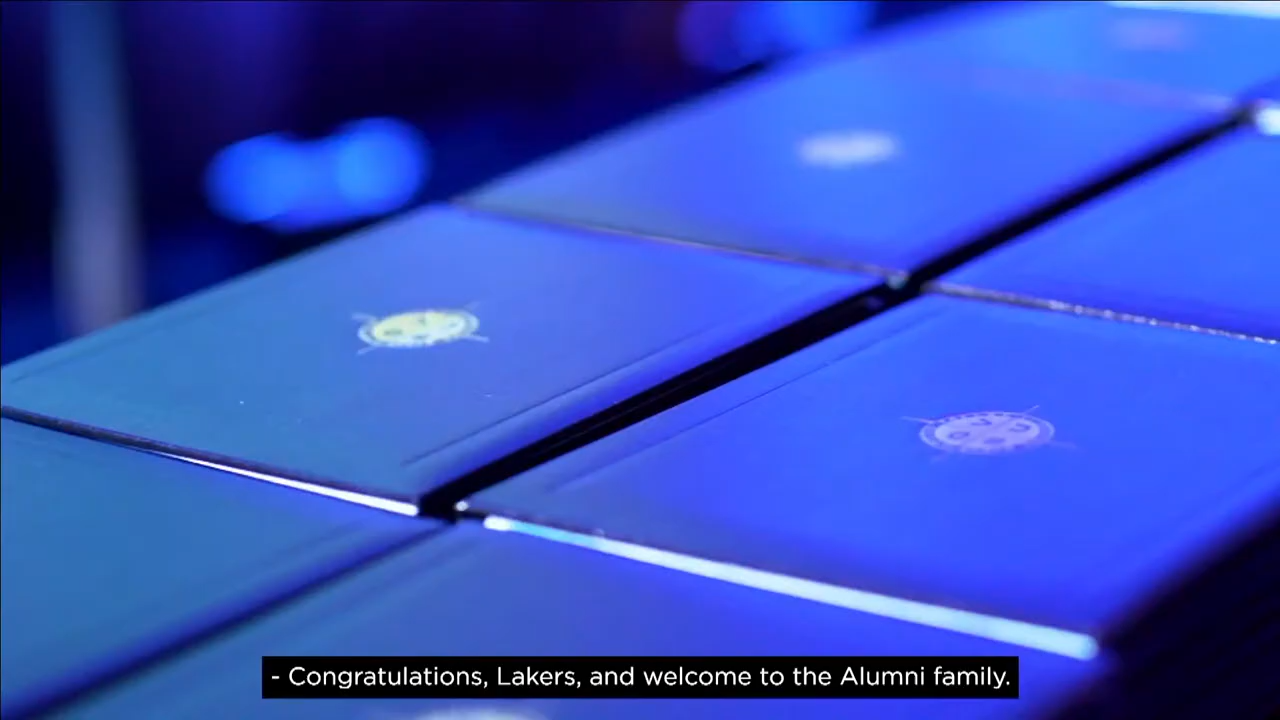 - Congratulations, Lakers, and welcome to the Alumni family.